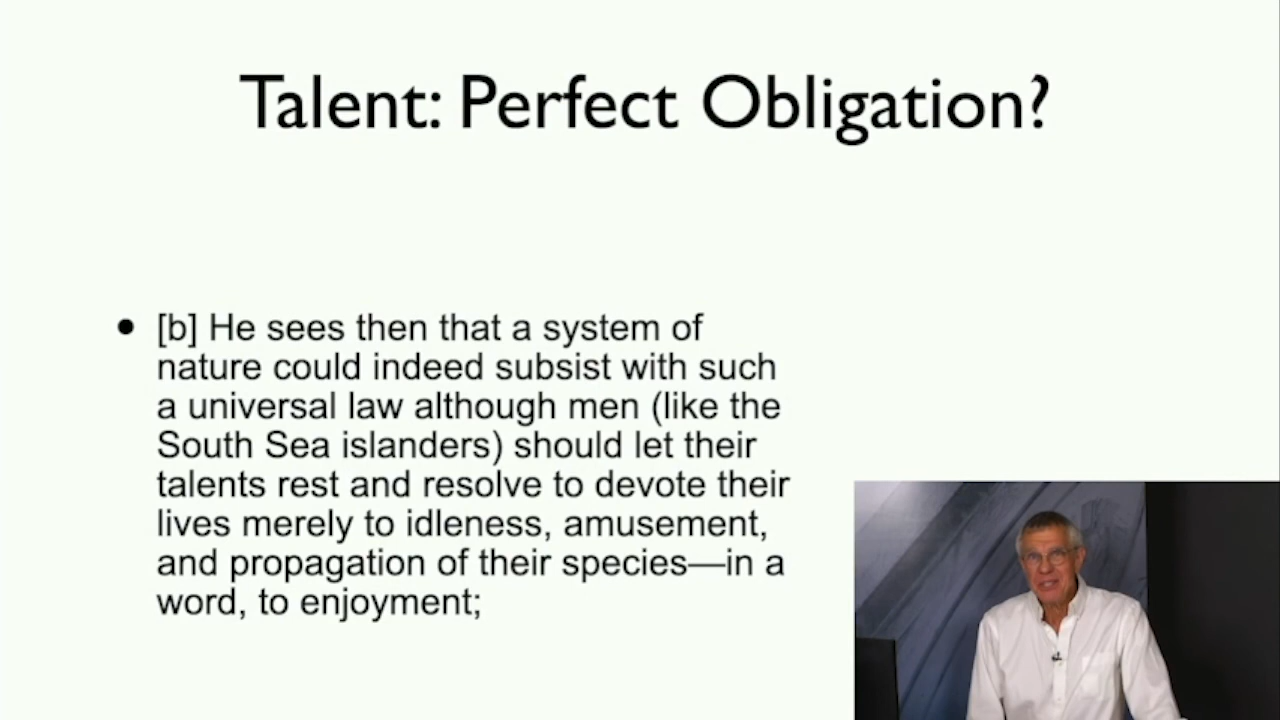 Talent: Perfect Obligation?
• [b] He sees then that a system of
nature could indeed subsist with such
a universal law although men (like the
South Sea islanders) should let their
talents rest and resolve to devote their
lives merely to idleness, amusement,
and propagation of their species—in a
word, to enjoyment;